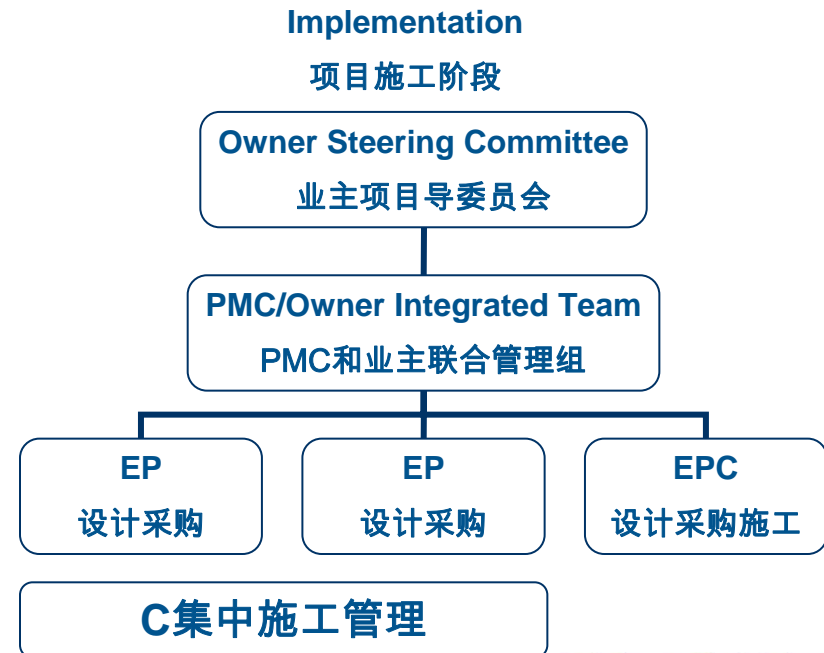 Implementation
项目施工阶段
Owner Steering Committee
业主项目导委员会
PMC/Owner Integrated Team
PMC和业主联合管理组
EP
设计采购
EP
设计采购
EPC
设计采购施工
C集中施工管理